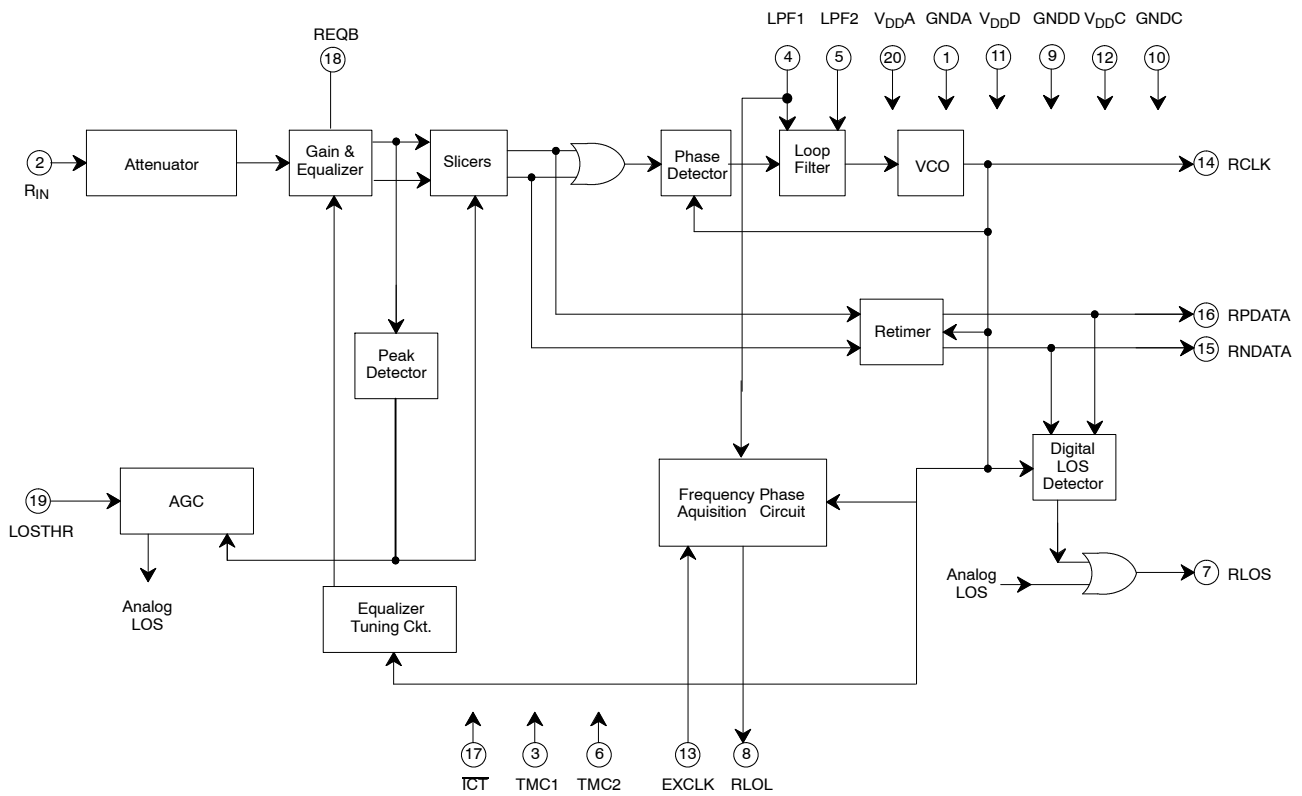 LPF1 LPF2 VDDA GNDA VDDD GNDD VDDC GNDC
REQB
18 4 5 20 1 11 9 12 10
2 Attenuator Gain & Equalizer Slicers Phase Detector Loop Filter VCO 14 RCLK
RIN
Retimer
16 RPDATA
15 RNDATA
Peak
Detector
19 AGC
LOSTHR
Frequency Phase
Aquisition Circuit
Digital
LOS
Detector
Analog
LOS
Analog
LOS
7 RLOS
Equalizer
Tuning Ckt.
17 3 6 13 8
ICT TMC1 TMC2 EXCLK RLOL